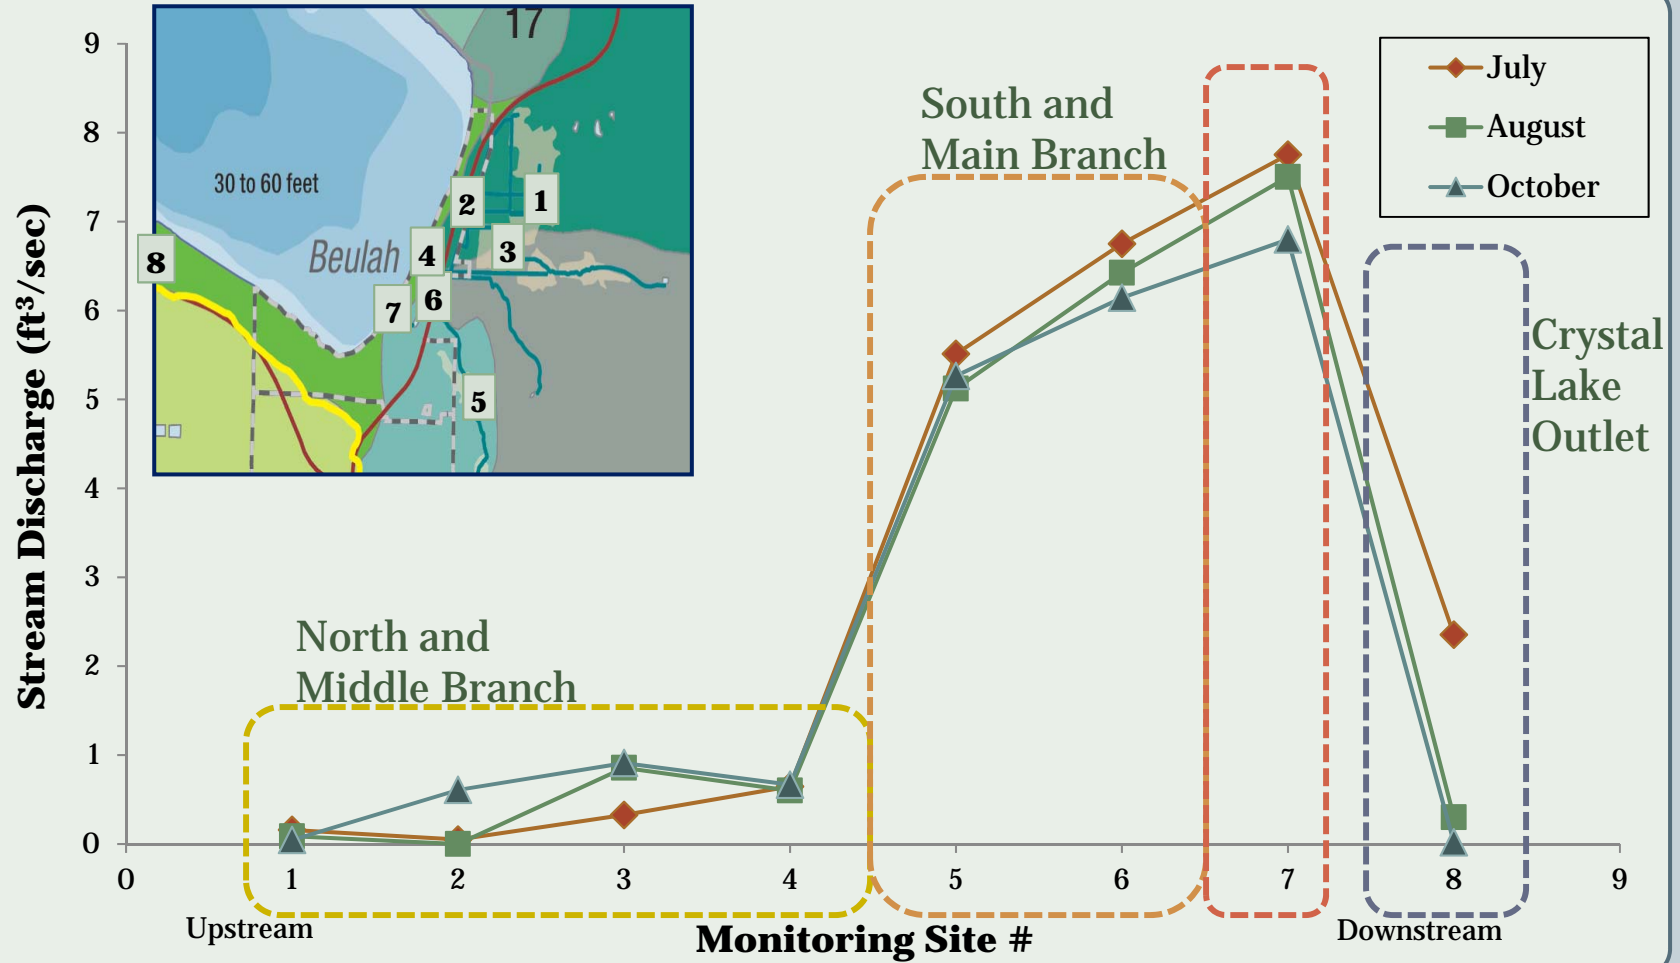 Stream Discharge (ft³/sec)
9
8
7
6
5
4
3
2
1
0
17
30 to 60 feet
Beulah
1
2
3
4
5
6
7
8
South and
Main Branch
July
August
October
Crystal
Lake
Outlet
North and
Middle Branch
0
1
2
3
4
5
6
7
8
9
Upstream
Monitoring Site #
Downstream